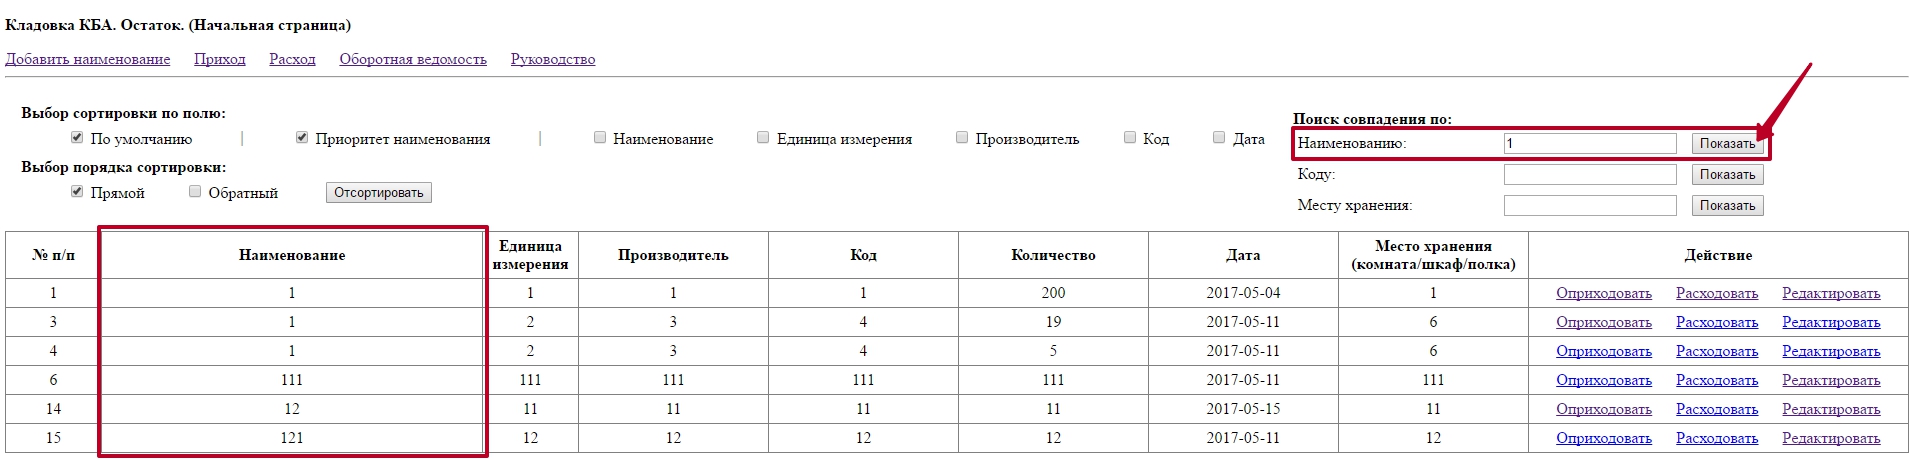 Кладовка КБА. Остаток. (Начальная страница)
Добавить наименование Приход Расход Оборотная ведомость Руководство
Выбор сортировки по полю:
По умолчанию | Приоритет наименования | Наименование Единица измерения Производитель Код Дата
Выбор порядка сортировки:
Прямой Обратный Отсортировать
Поиск совпадения по:
Наименованию: 1 Показать
Коду: Показать
Месту хранения: Показать
№ п/п Наименование Единица измерения Производитель Код Количество Дата Место хранения (комната/шкаф/полка) Действие
1 1 1 1 1 200 2017-05-04 1 Оприходовать Расходовать Редактировать
3 1 2 3 4 19 2017-05-11 6 Оприходовать Расходовать Редактировать
4 1 2 3 4 5 2017-05-11 6 Оприходовать Расходовать Редактировать
6 111 111 111 111 111 2017-05-11 111 Оприходовать Расходовать Редактировать
14 12 11 11 11 11 2017-05-15 11 Оприходовать Расходовать Редактировать
15 121 12 12 12 12 2017-05-11 12 Оприходовать Расходовать Редактировать